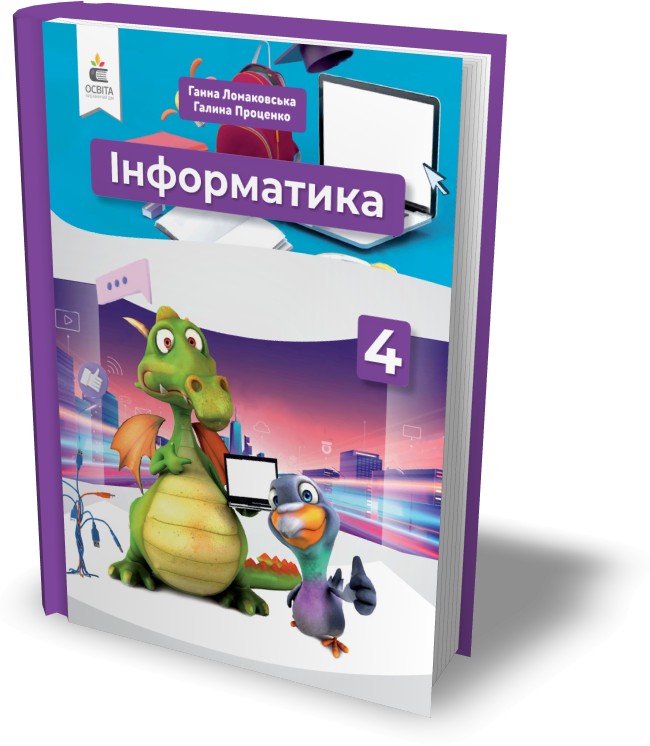 ОСВІТА
Ганна Ломаковська
Галина Проценко
Інформатика
4